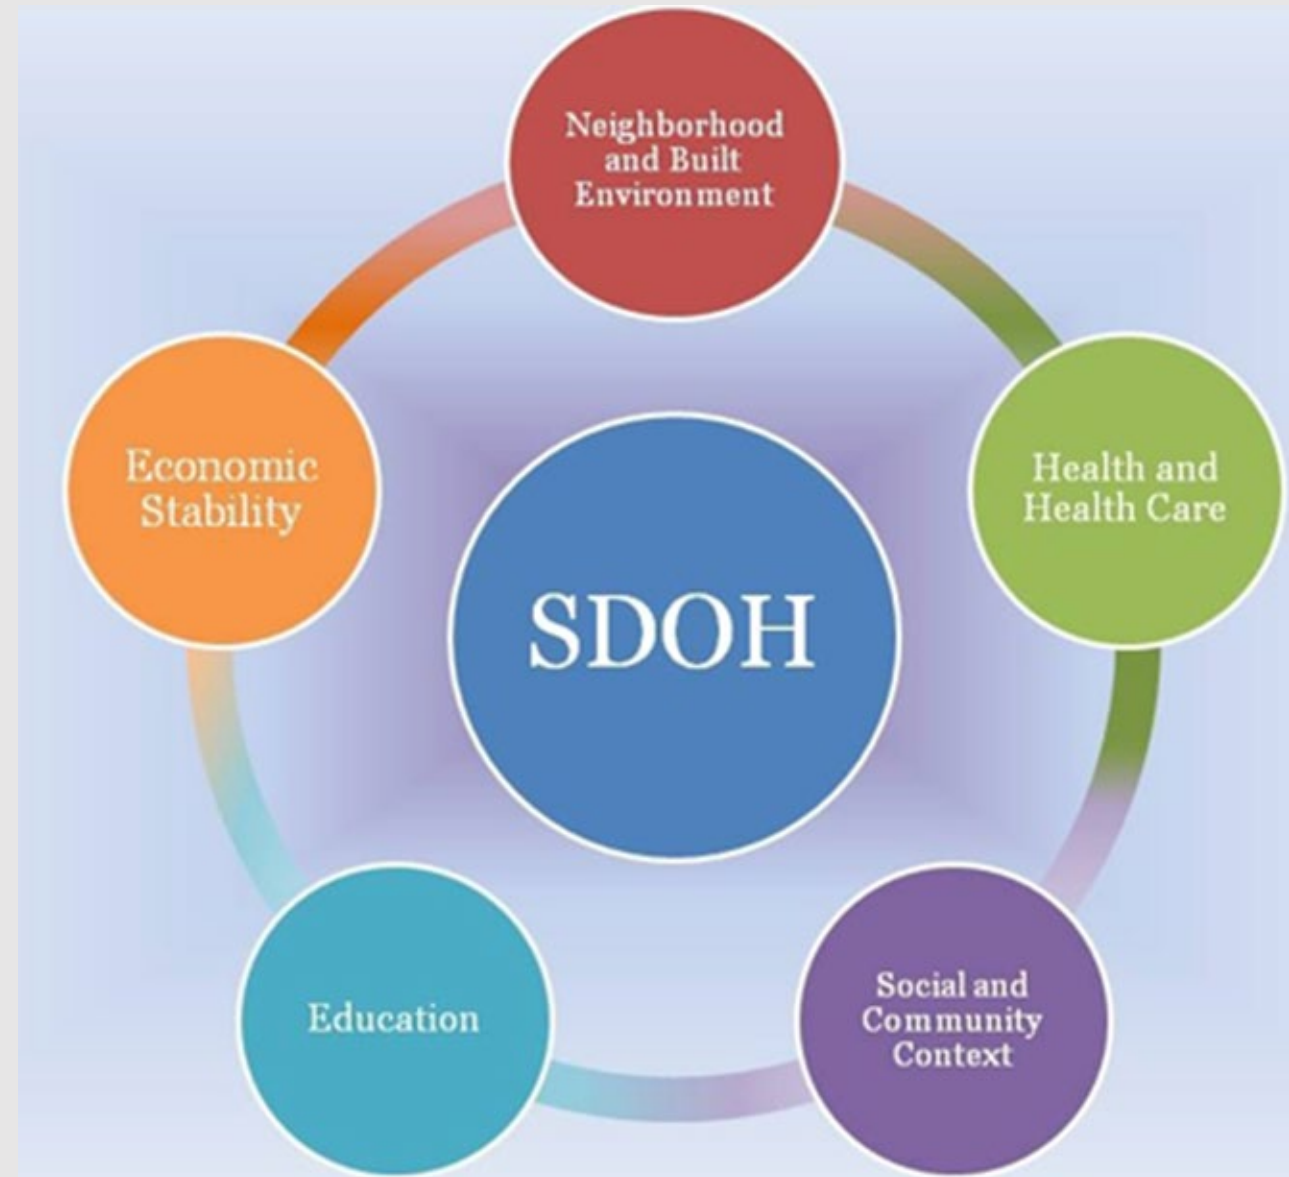 Neighborhood
and Built
Environment
Economic
Stability
Health and
Health Care
SDOH
Education
Social and
Community
Context